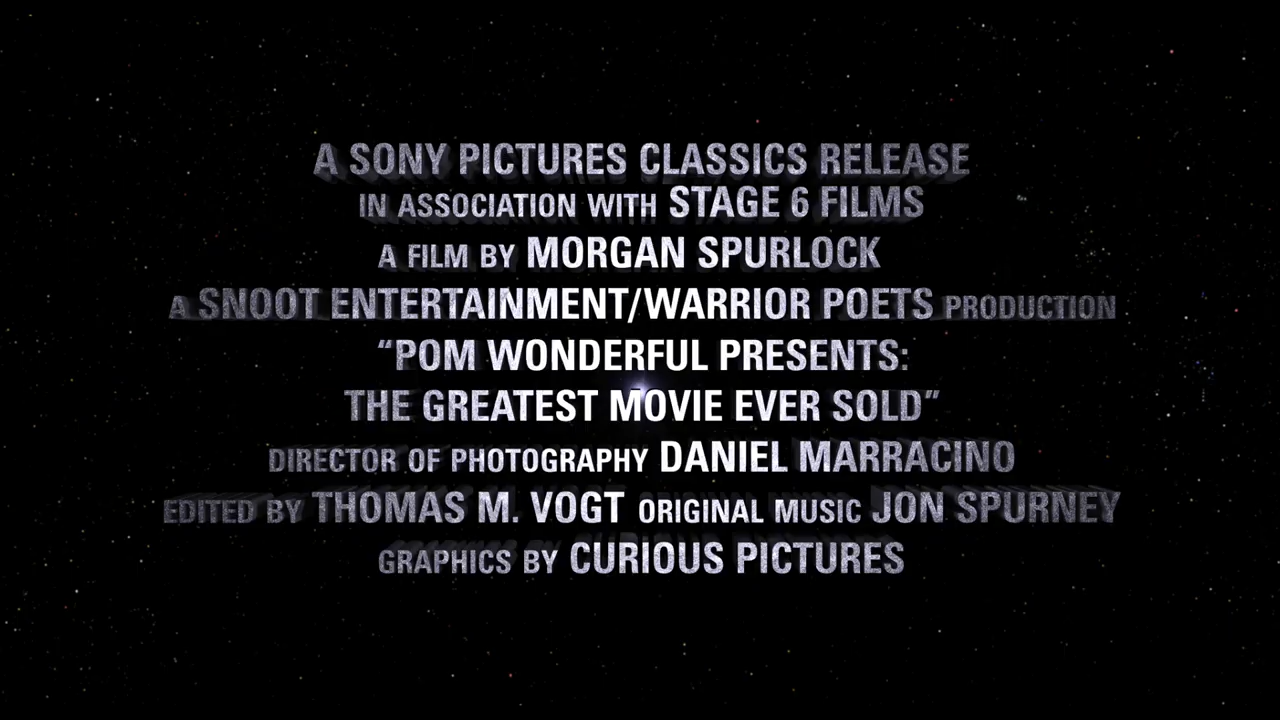 A SONY PICTURES CLASSICS RELEASE
IN ASSOCIATION WITH STAGE 6 FILMS
A FILM BY MORGAN SPURLOCK
A SNOOT ENTERTAINMENT/WARRIOR POETS PRODUCTION
“POM WONDERFUL PRESENTS:
THE GREATEST MOVIE EVER SOLD”
DIRECTOR OF PHOTOGRAPHY DANIEL MARRACINO
EDITED BY THOMAS M. VOGT ORIGINAL MUSIC JON SPURNEY
GRAPHICS BY CURIOUS PICTURES